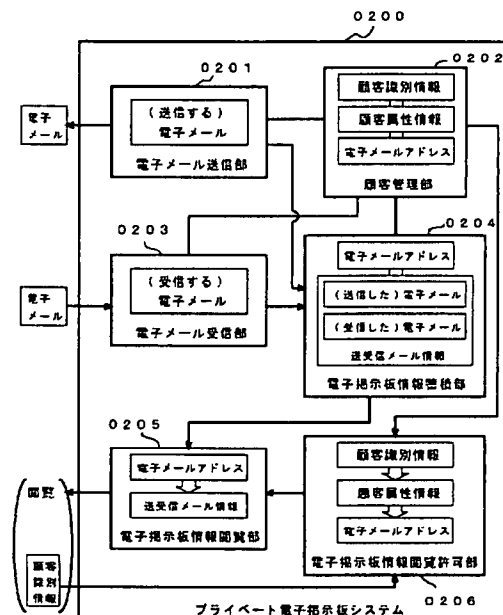 0200
0201
0202
(送信する)
電子メール
電子メール送信部
顧客識別情報
顧客属性情報
電子メールアドレス
顧客管理部
電子
メール
0203
0204
(受信する)
電子メール
電子メール受信部
電子メールアドレス
(送信した)電子メール
(受信した)電子メール
送受信メール情報
電子掲示板情報蓄積部
電子
メール
0205
電子メールアドレス
送受信メール情報
電子掲示板情報閲覧部
顧客識別情報
顧客属性情報
電子メールアドレス
電子掲示板情報閲覧許可部
閲覧
顧客
識別
情報
0206
プライベート電子掲示板システム